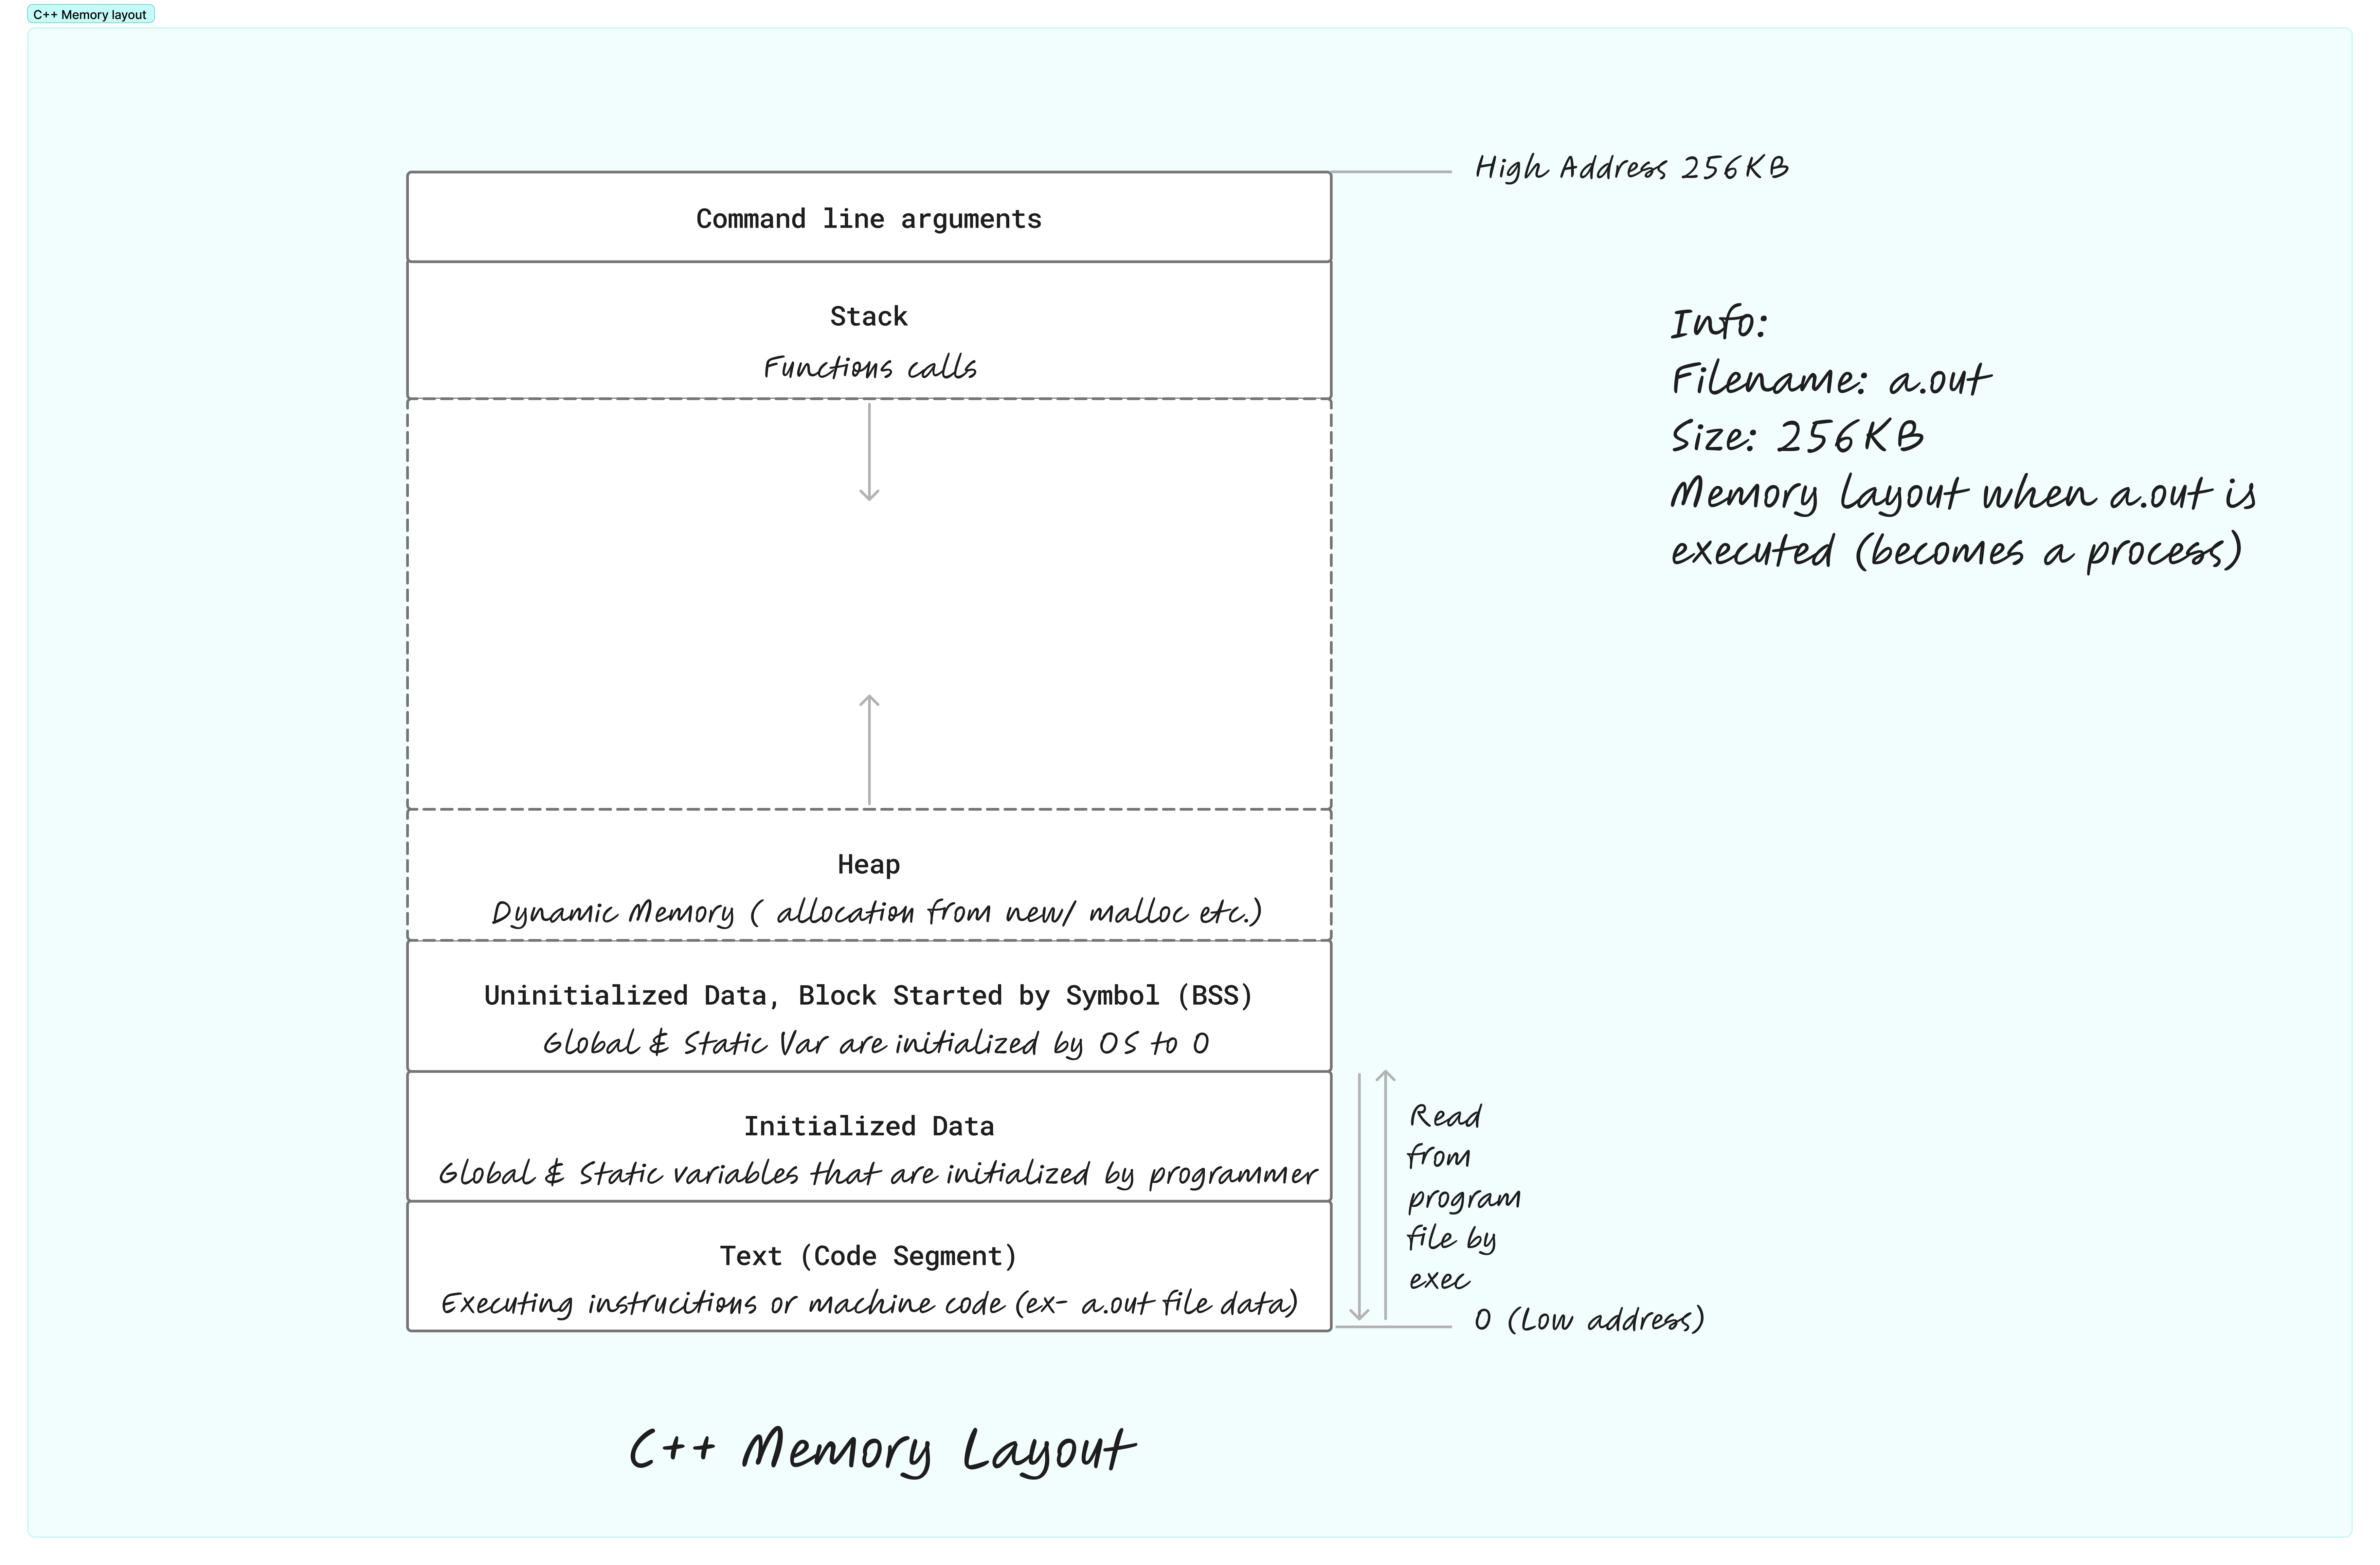 C++ Memory layout
High Address 256KB
Command line arguments
Stack
Functions calls
Info:
Filename: a.out
Size: 256KB
Memory layout when a.out is
executed (becomes a process)
Heap
Dynamic Memory ( allocation from new/ malloc etc.)
Uninitialized Data, Block Started by Symbol (BSS)
Global & Static Var are initialized by OS to 0
Initialized Data
Global & Static variables that are initialized by programmer
Text (Code Segment)
Executing instrucitions or machine code (ex- a.out file data)
Read
from
program
file by
exec
0 (Low address)
C++ Memory Layout